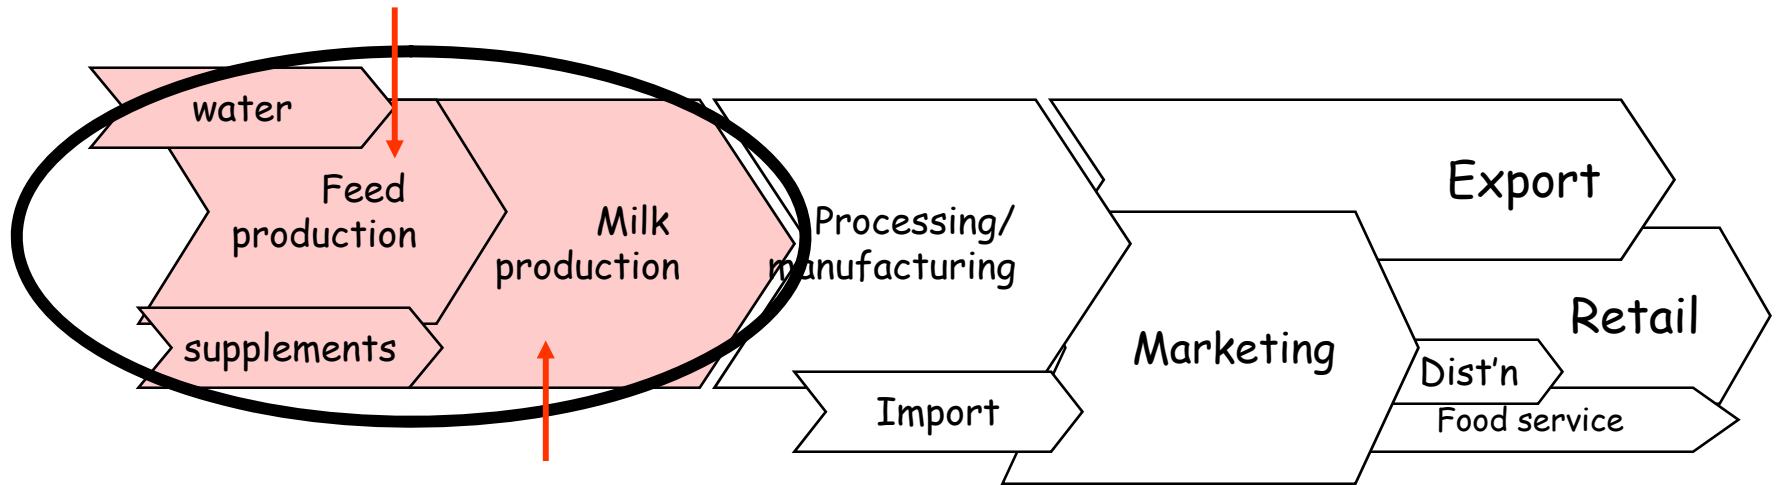 water
Feed
production
supplements
Milk
production
Processing/
manufacturing
Import
Marketing
Export
Retail
Dist'n
Food service